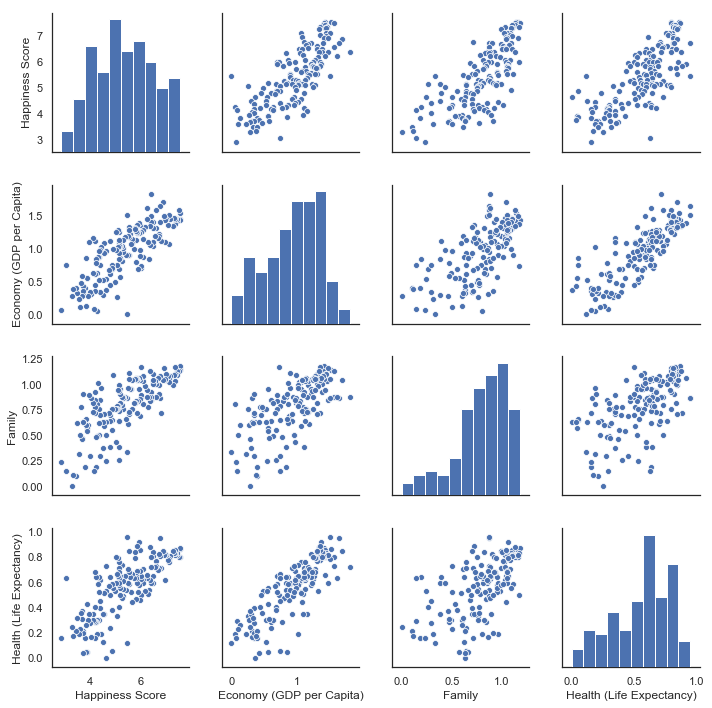 Happiness Score
7
6
5
4
3
Economy (GDP per Capita)
1.5
1.0
0.5
0.0
Family
1.25
1.00
0.75
0.50
0.25
0.00
Health (Life Expectancy)
1.0
0.8
0.6
0.4
0.2
0.0
4 6
0 1
0.0 0.5 1.0
0.0 0.5 1.0
Happiness Score
Economy (GDP per Capita)
Family
Health (Life Expectancy)